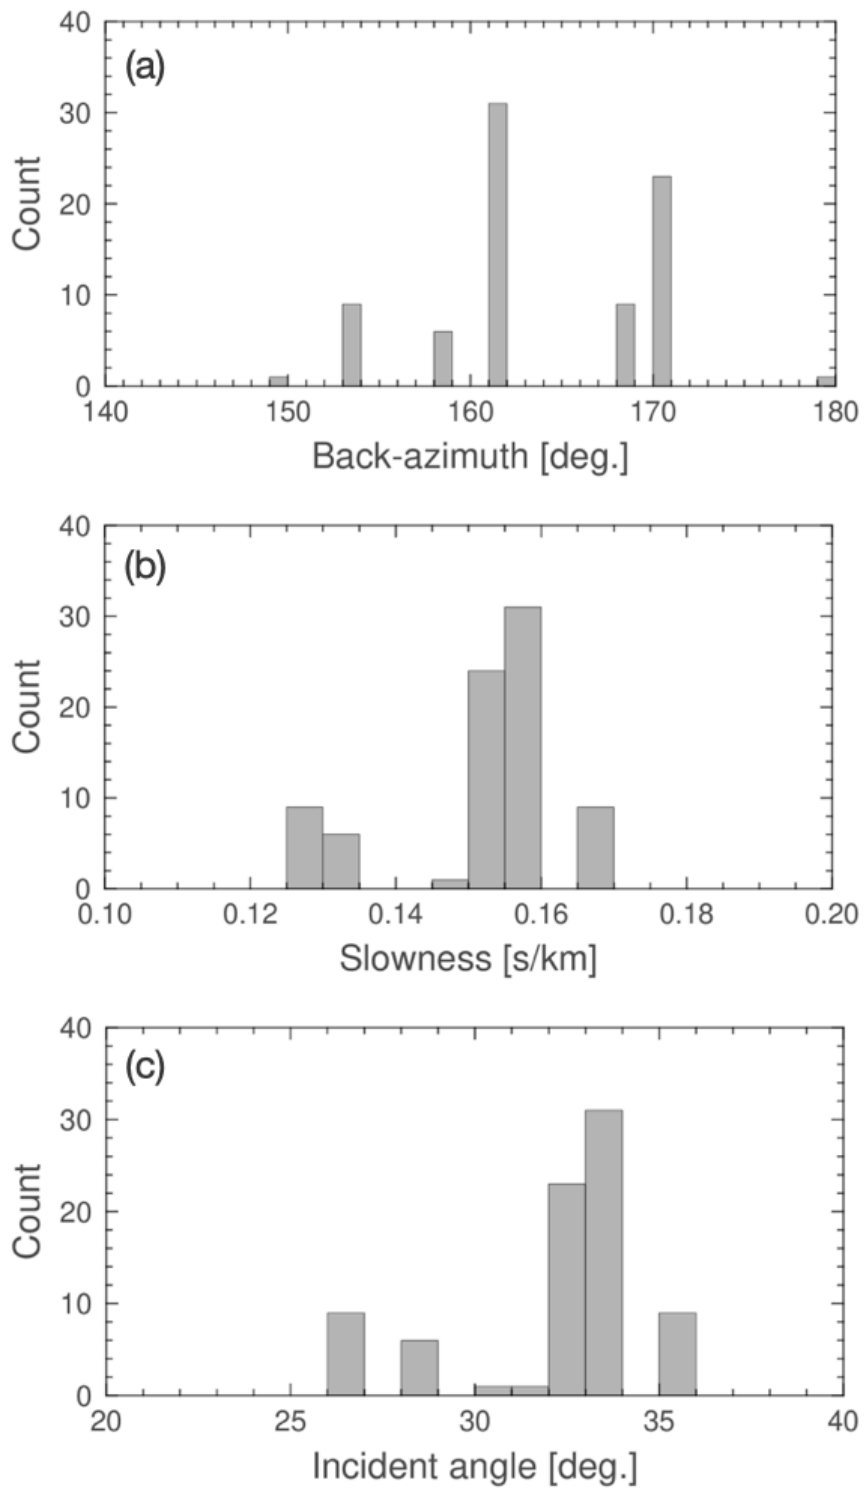 40
(a)
30
Count
20
10
0
140 150 160 170 180
Back-azimuth [deg.]
40
(b)
30
Count
20
10
0
0.10 0.12 0.14 0.16 0.18 0.20
Slowness [s/km]
40
(c)
30
Count
20
10
0
20 25 30 35 40
Incident angle [deg.]